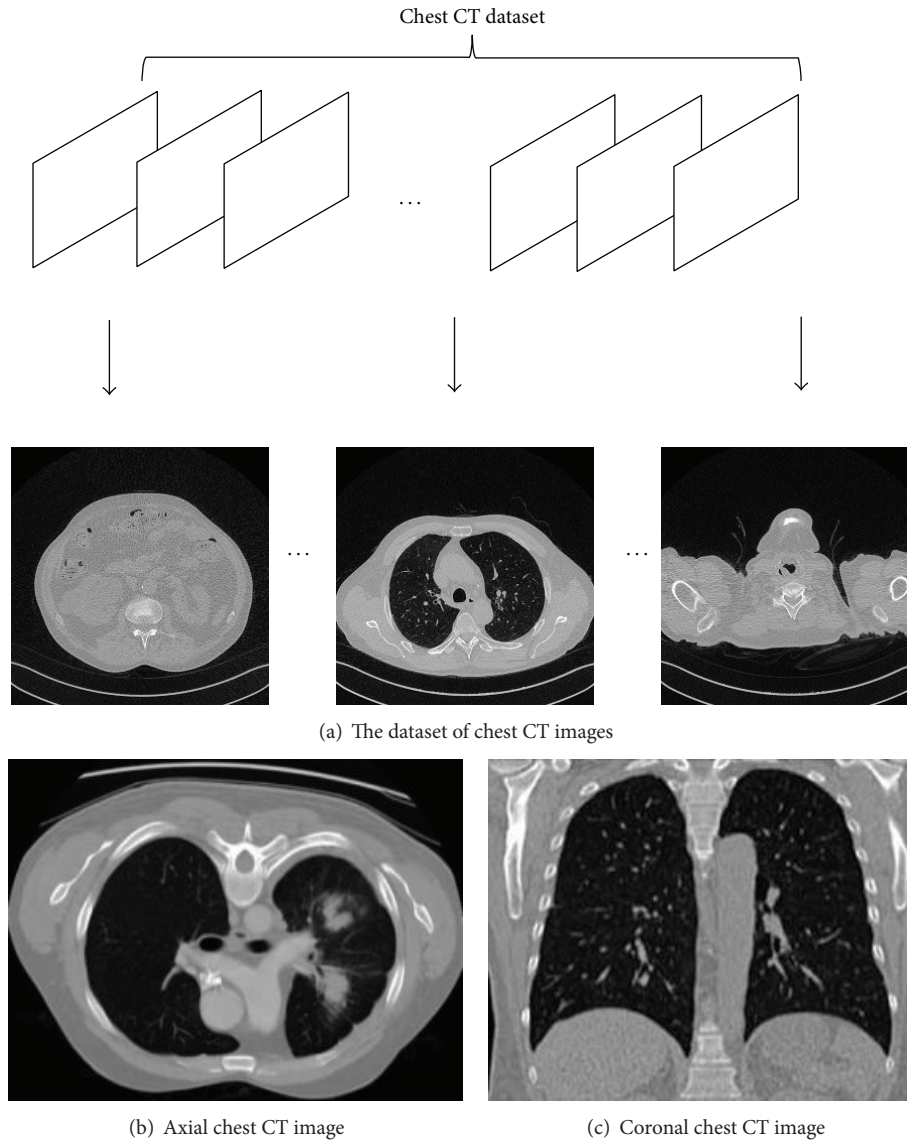 Chest CT dataset
...
... ...
(a) The dataset of chest CT images
(b) Axial chest CT image
(c) Coronal chest CT image